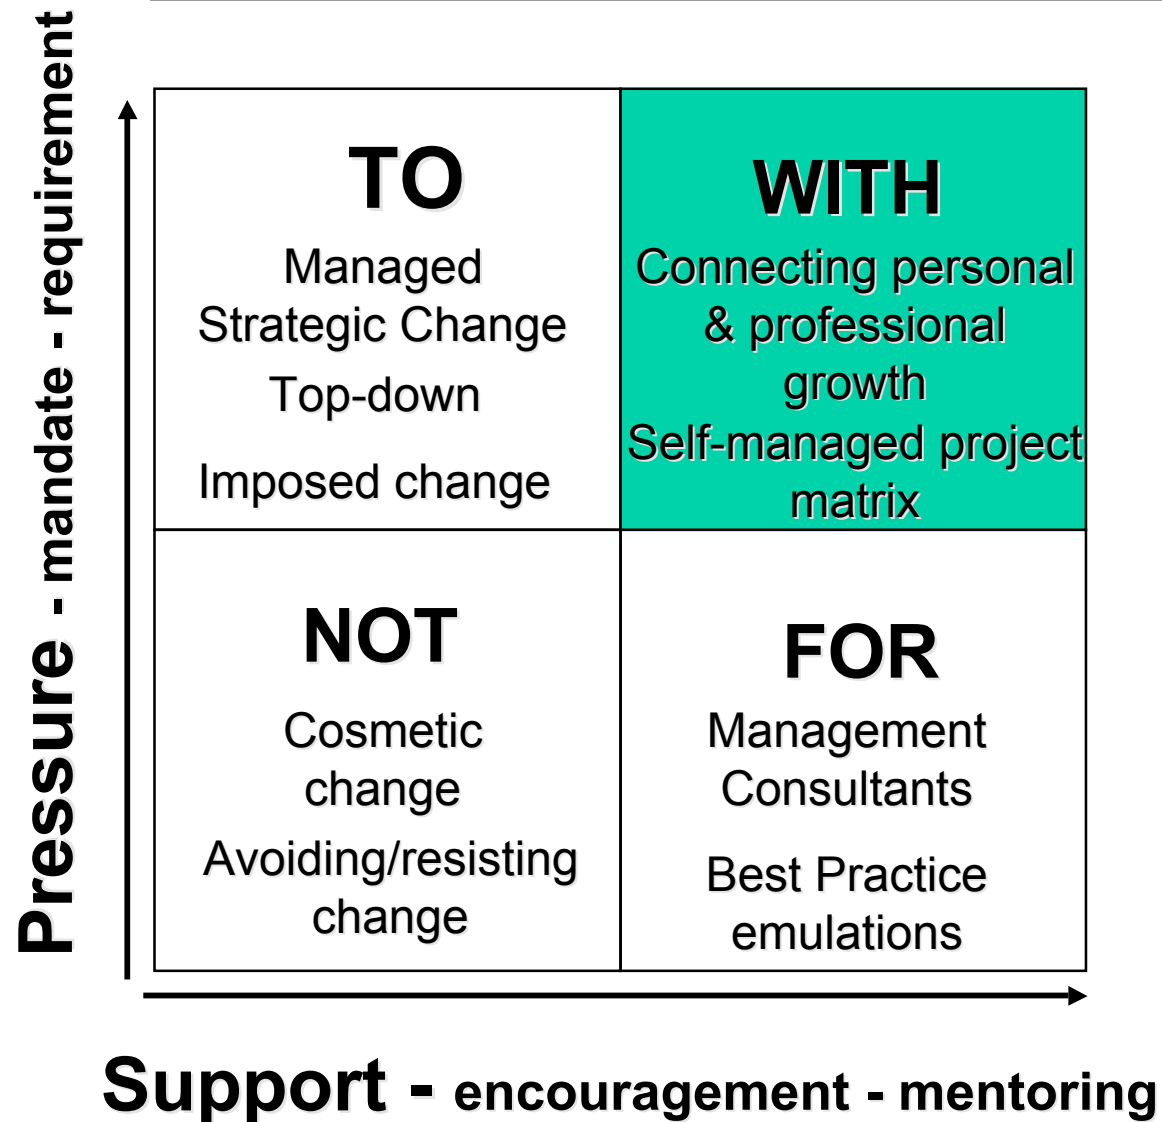 Pressure - mandate - requirement
TO
Managed
Strategic Change
Top-down
Imposed change
WITH
Connecting personal
& professional
growth
Self-managed project
matrix
NOT
Cosmetic
change
Avoiding/resisting
change
FOR
Management
Consultants
Best Practice
emulations
Support - encouragement - mentoring